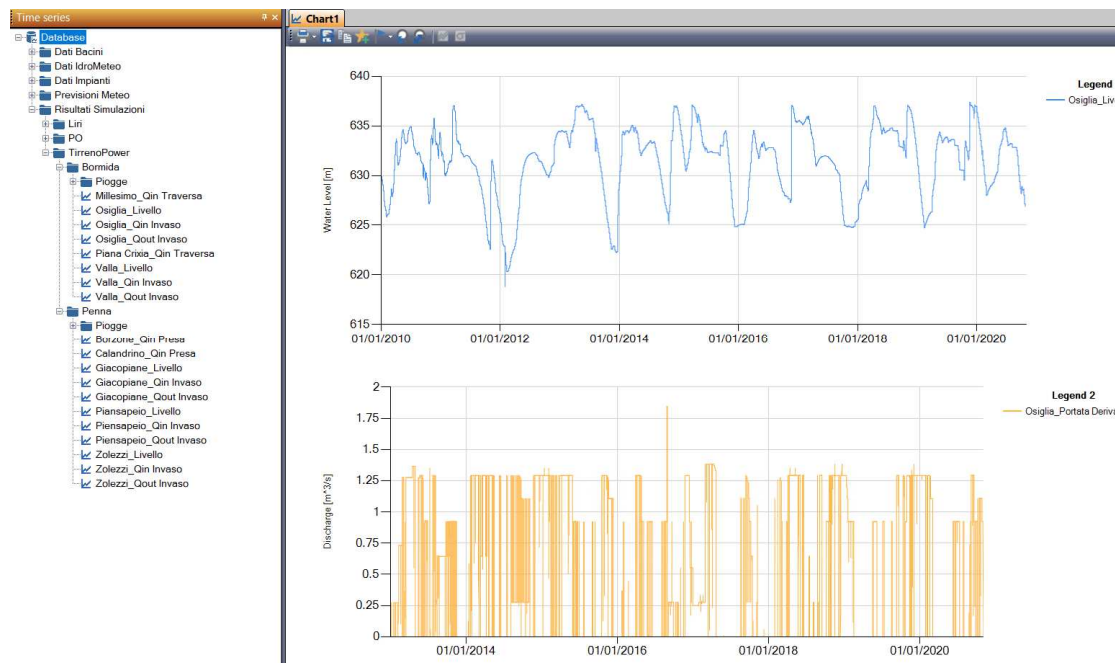 Time series
Database
Dati Bacini
Dati IdroMeteo
Dati Impianti
Previsioni Meteo
Risultati Simulazioni
Liri
PO
TirrenoPower
Bormida
Piogge
Millesimo_Qin Traversa
Osiglia_Livello
Osiglia_Qin Invaso
Osiglia_Qout Invaso
Piana Crixia_Qin Traversa
Valla_Livello
Valla_Qin Invaso
Valla_Qout Invaso
Penna
Piogge
Borzone_Qin Presa
Calandrino_Qin Presa
Giacopiane_Livello
Giacopiane_Qin Invaso
Giacopiane_Qout Invaso
Piansapeio_Livello
Piensapeio_Qin Invaso
Piensapeio_Qout Invaso
Zolezzi_Livello
Zolezzi_Qin Invaso
Zolezzi_Qout Invaso
Chart1
640
635
630
625
620
615
Water Level [m]
01/01/2010 01/01/2012 01/01/2014 01/01/2016 01/01/2018 01/01/2020
Legend
Osiglia_Liv
2
1.75
1.5
1.25
1
0.75
0.5
0.25
0
Discharge [m^3/s]
01/01/2014 01/01/2016 01/01/2018 01/01/2020
Legend 2
Osiglia_Portata Deriva